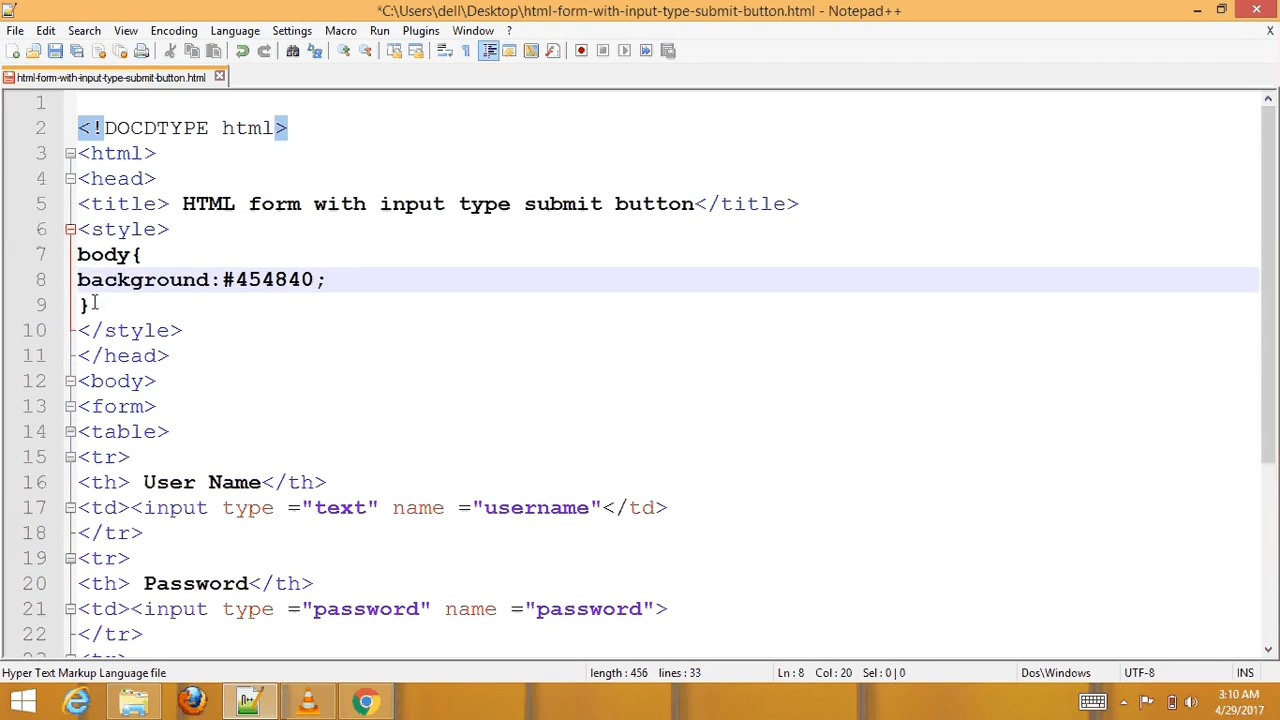 *C:\Users\dell\Desktop\html-form-with-input-type-submit-button.html - Notepad++
File Edit Search View Encoding Language Settings Macro Run Plugins Window ? X
html-form-with-input-type-submit-button.html
1
2 <!DOCDTYPE html>
3 <html>
4 <head>
5 <title> HTML form with input type submit button</title>
6 <style>
7 body{
8 background:#454840;
9 }
10 </style>
11 </head>
12 <body>
13 <form>
14 <table>
15 <tr>
16 <th> User Name</th>
17 <td><input type ="text" name ="username"</td>
18 </tr>
19 <tr>
20 <th> Password</th>
21 <td><input type ="password" name ="password">
22 </tr>
Hyper Text Markup Language file length : 456 lines : 33 Ln : 8 Col : 20 Sel : 0 | 0 Dos\Windows UTF-8 INS
3:10 AM
4/29/2017